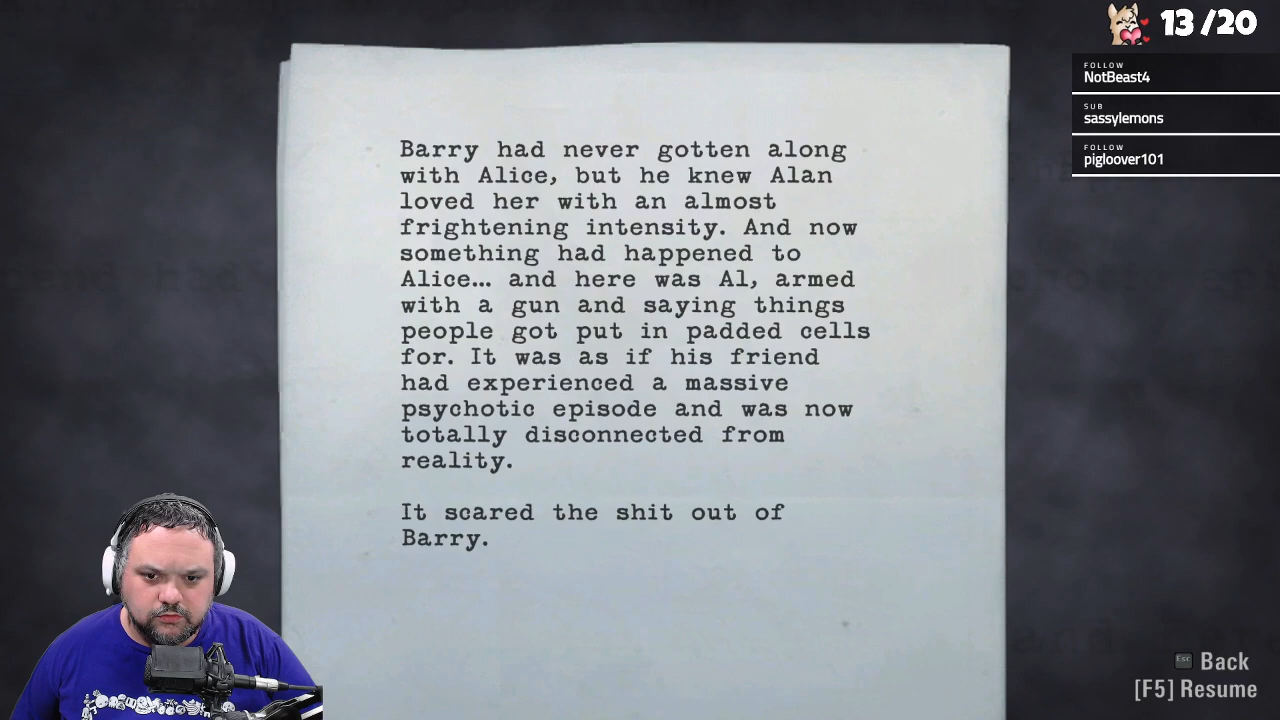 13/20
FOLLOW
NotBeast4
SUB
sassylemons
FOLLOW
pigloover101
Barry had never gotten along
with Alice, but he knew Alan
loved her with an almost
frightening intensity. And now
something had happened to
Alice... and here was Al, armed
with a gun and saying things
people got put in padded cells
for. It was as if his friend
had experienced a massive
psychotic episode and was now
totally disconnected from
reality.
It scared the shit out of
Barry.
Esc Back
[F5] Resume